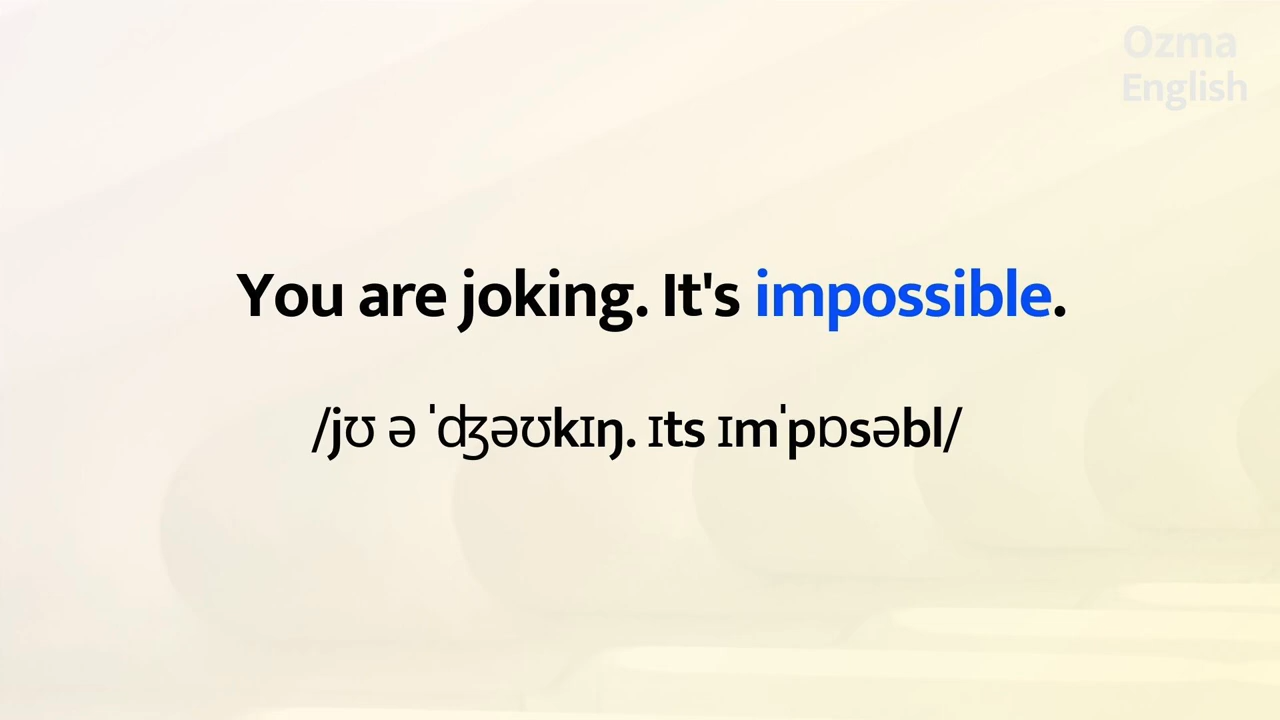 Ozma
English
You are joking. It's impossible.
/jʊ ə ˈʤəʊkɪŋ. ɪts ɪmˈpɒsəbl/